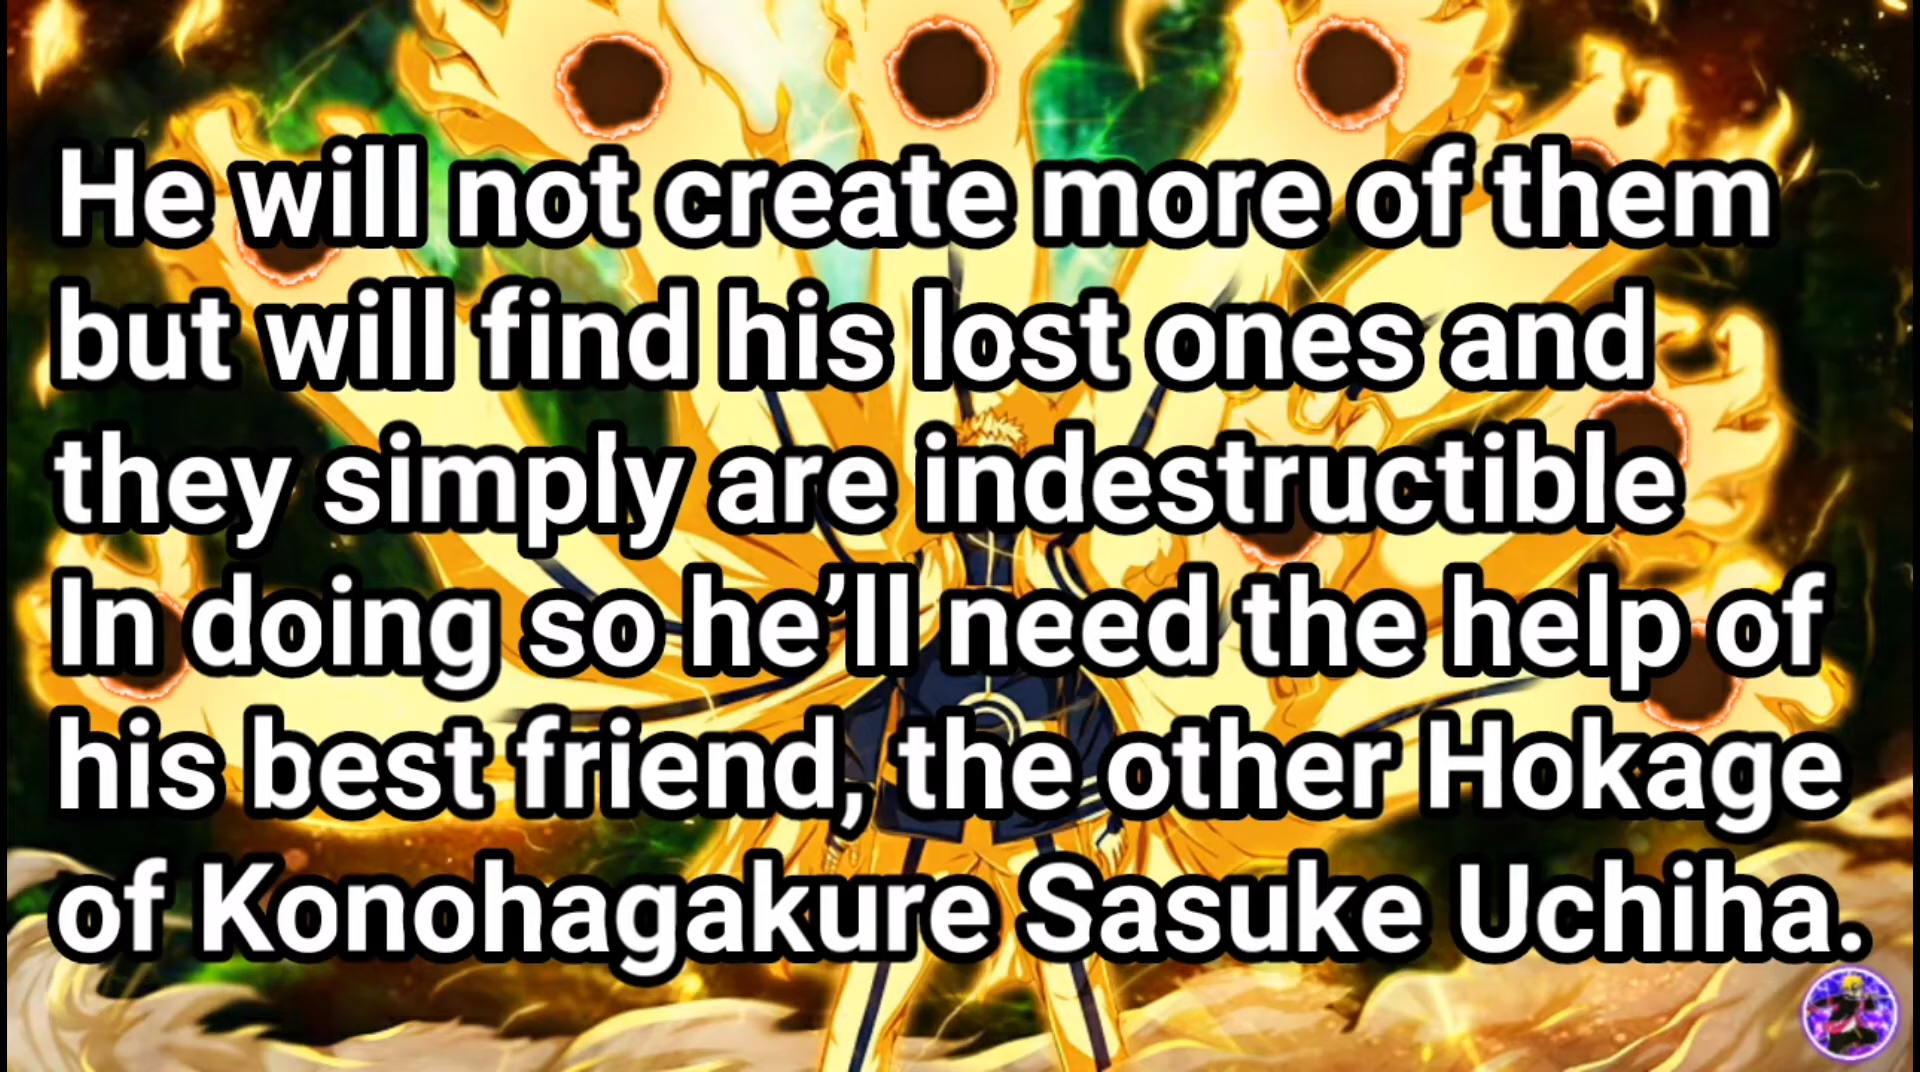 He will not create more of them
but will find his lost ones and
they simply are indestructible
In doing so he’ll need the help of
his best friend, the other Hokage
of Konohagakure Sasuke Uchiha.